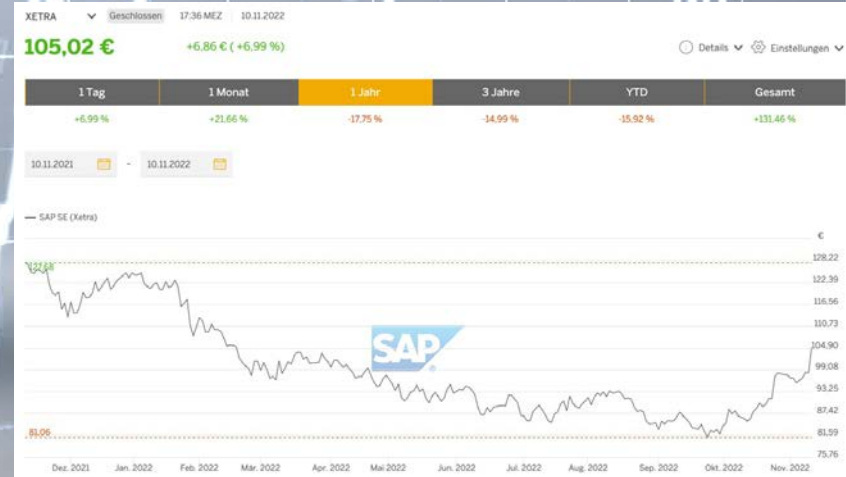 XETRA Geschlossen 17:36 MEZ 10.11.2022
105,02 € +6,86 € ( +6,99 %)
Details Einstellungen
1 Tag 1 Monat 1 Jahr 3 Jahre YTD Gesamt
+6,99 % +21,66 % -17,75 % -14,99 % -15,92 % +131,46 %
10.11.2021 - 10.11.2022
SAP SE (Xetra)
€
128,22
127,68
122,39
116,56
110,73
SAP
104,90
99,08
93,25
87,42
81,06
81,59
75,76
Dez. 2021 Jan. 2022 Feb. 2022 Mär. 2022 Apr. 2022 Mai 2022 Jun. 2022 Jul. 2022 Aug. 2022 Sep. 2022 Okt. 2022 Nov. 2022